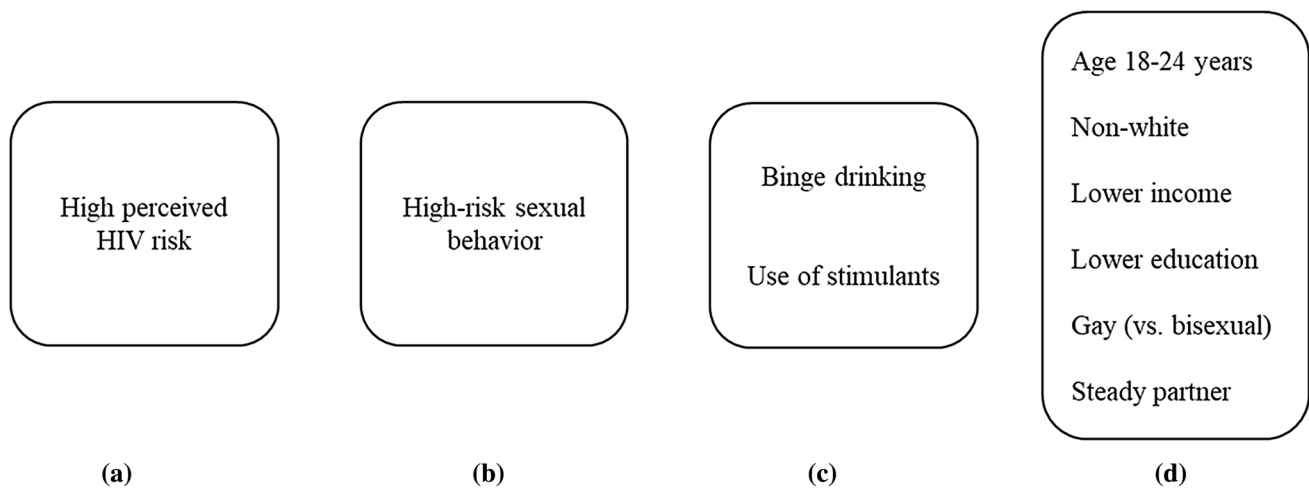 High perceived
HIV risk
High-risk sexual
behavior
Binge drinking
Use of stimulants
Age 18-24 years
Non-white
Lower income
Lower education
Gay (vs. bisexual)
Steady partner
(a)
(b)
(c)
(d)